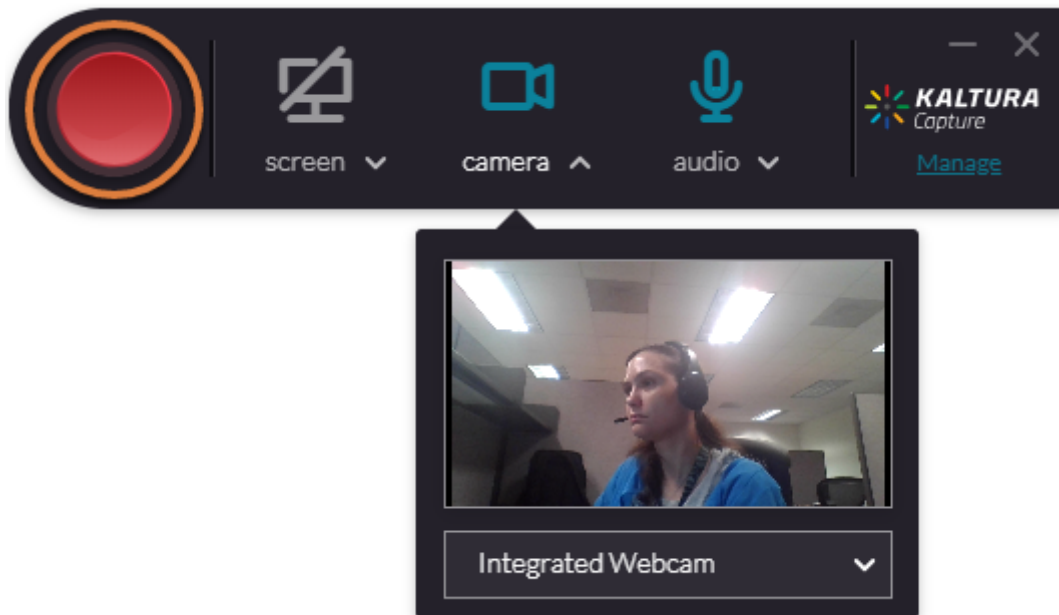 screen
camera
audio
KALTURA
Capture
Manage
Integrated Webcam